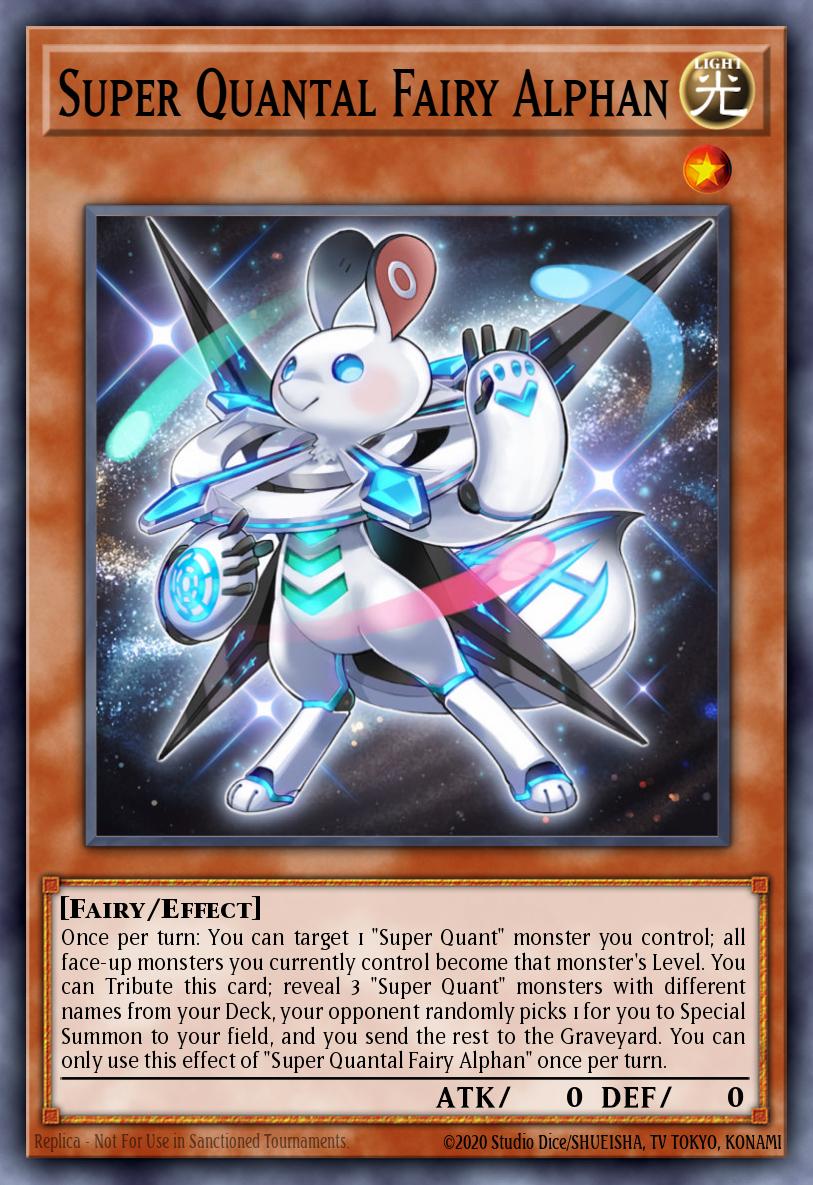 Super Quantal Fairy Alphan
LIGHT
光
[Fairy/Effect]
Once per turn: You can target 1 "Super Quant" monster you control; all
face-up monsters you currently control become that monster's Level. You
can Tribute this card; reveal 3 "Super Quant" monsters with different
names from your Deck, your opponent randomly picks 1 for you to Special
Summon to your field, and you send the rest to the Graveyard. You can
only use this effect of "Super Quantal Fairy Alphan" once per turn.
ATK/ 0 DEF/ 0
Replica - Not For Use in Sanctioned Tournaments.
©2020 Studio Dice/SHUEISHA, TV TOKYO, KONAMI